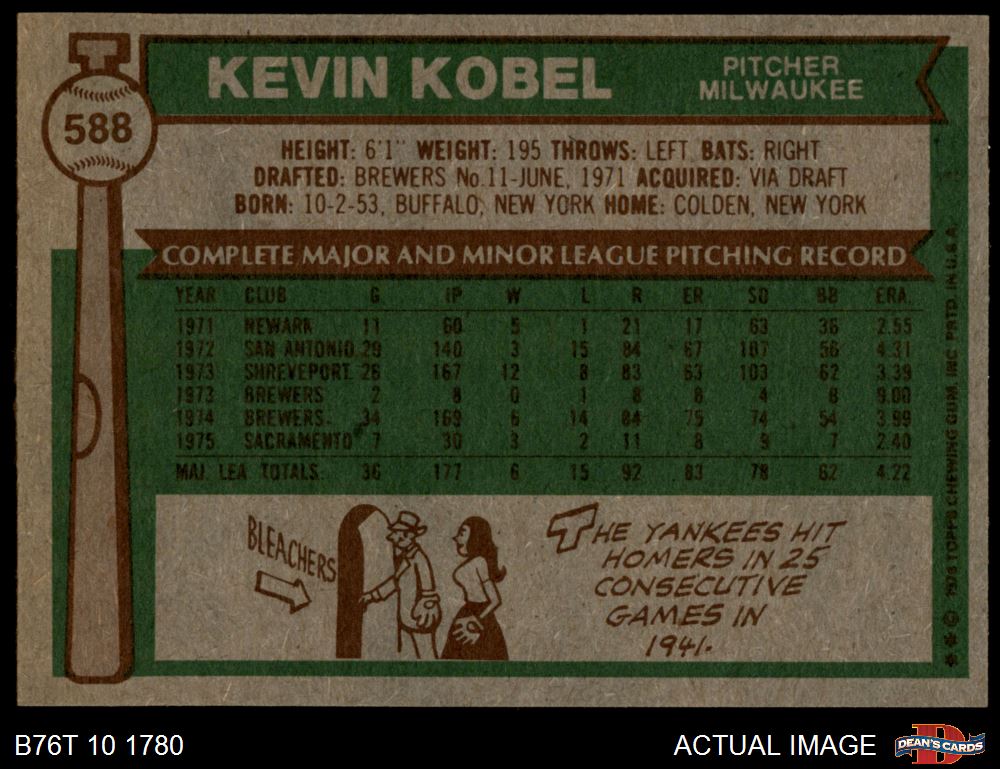 KEVIN KOBEL
PITCHER
MILWAUKEE
588
HEIGHT: 6'1" WEIGHT: 195 THROWS: LEFT BATS: RIGHT
DRAFTED: BREWERS No.11-JUNE, 1971 ACQUIRED: VIA DRAFT
BORN: 10-2-53, BUFFALO, NEW YORK HOME: COLDEN, NEW YORK
COMPLETE MAJOR AND MINOR LEAGUE PITCHING RECORD
YEAR CLUB G IP W L R ER SO BB ERA.
1971 NEWARK 11 60 5 1 21 17 63 36 2.55
1972 SAN ANTONIO 29 140 3 15 84 67 107 56 4.31
1973 SHREVEPORT 26 167 12 8 83 63 103 62 3.39
1973 BREWERS 2 8 0 1 8 8 4 8 9.00
1974 BREWERS 34 169 6 14 84 75 74 54 3.99
1975 SACRAMENTO 7 30 3 2 11 8 9 7 2.40
MAJ. LEA. TOTALS. 36 177 6 15 92 83 78 62 4.22
BLEACHERS
THE YANKEES HIT
HOMERS IN 25
CONSECUTIVE
GAMES IN
1941.
** © 1976 TOPPS CHEWING GUM, INC. PRTD. IN U.S.A.
B76T 10 1780
ACTUAL IMAGE
D
DEAN'S CARDS